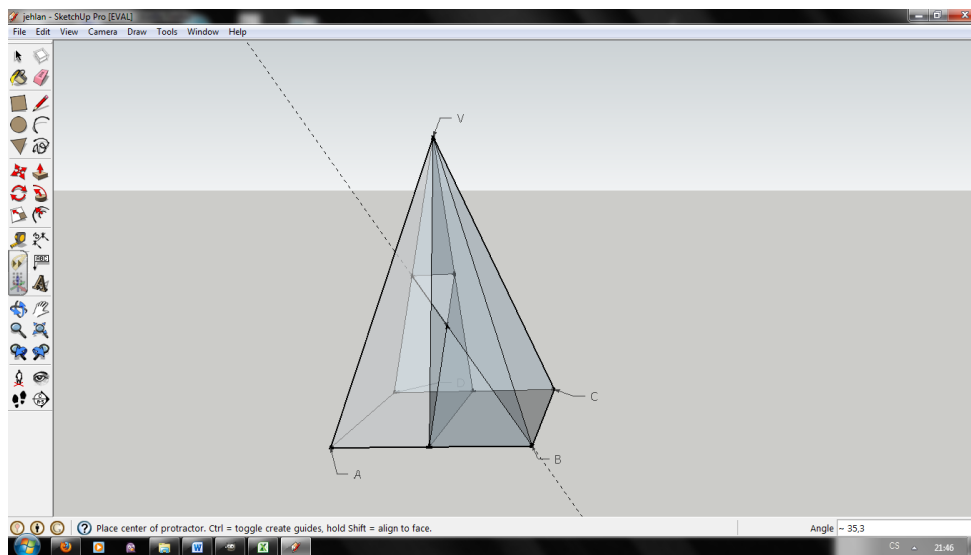 jehlan - SketchUp Pro [EVAL]
File Edit View Camera Draw Tools Window Help
V
ABC
D
C
B
A
Place center of protractor. Ctrl = toggle create guides, hold Shift = align to face.
Angle ~ 35,3
CS 21:46